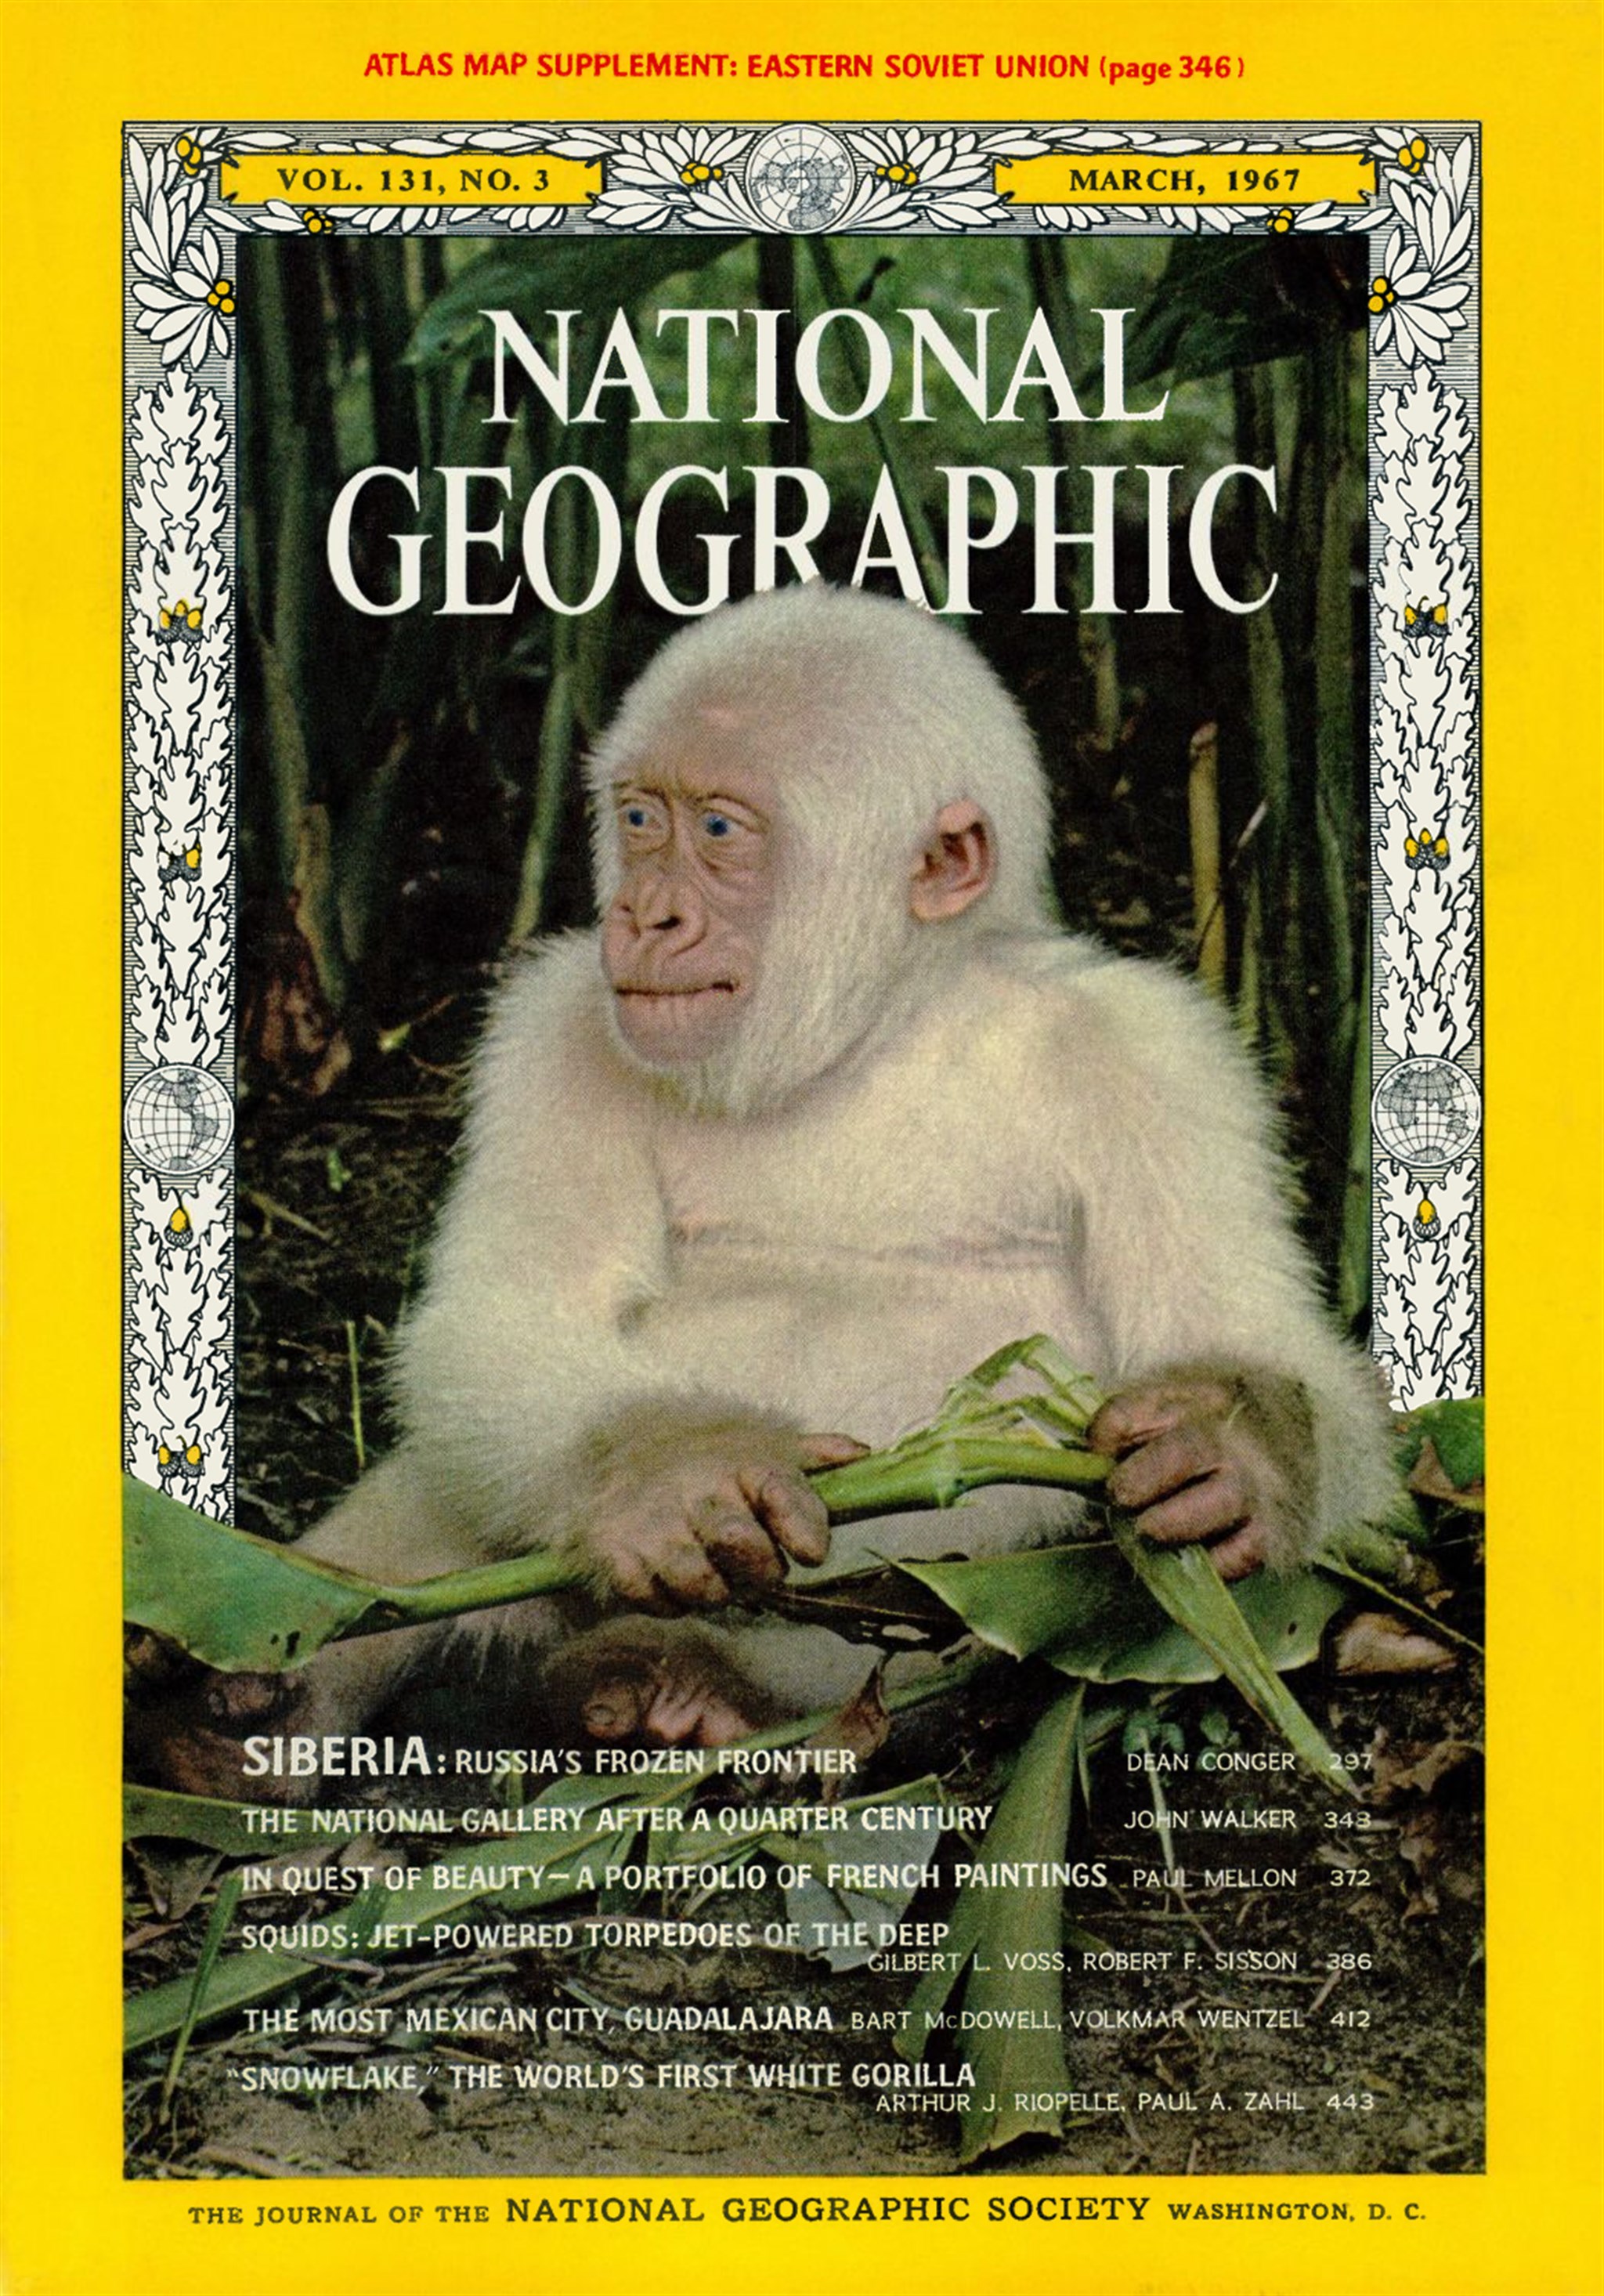 ATLAS MAP SUPPLEMENT: EASTERN SOVIET UNION (page 346)
VOL. 131, NO. 3
MARCH, 1967
NATIONAL
GEOGRAPHIC
SIBERIA: RUSSIA'S FROZEN FRONTIER DEAN CONGER 297
THE NATIONAL GALLERY AFTER A QUARTER CENTURY JOHN WALKER 348
IN QUEST OF BEAUTY—A PORTFOLIO OF FRENCH PAINTINGS PAUL MELLON 372
SQUIDS: JET-POWERED TORPEDOES OF THE DEEP
GILBERT L. VOSS, ROBERT F. SISSON 386
THE MOST MEXICAN CITY, GUADALAJARA BART McDOWELL, VOLKMAR WENTZEL 412
"SNOWFLAKE," THE WORLD'S FIRST WHITE GORILLA
ARTHUR J. RIOPELLE, PAUL A. ZAHL 443
THE JOURNAL OF THE NATIONAL GEOGRAPHIC SOCIETY WASHINGTON, D. C.